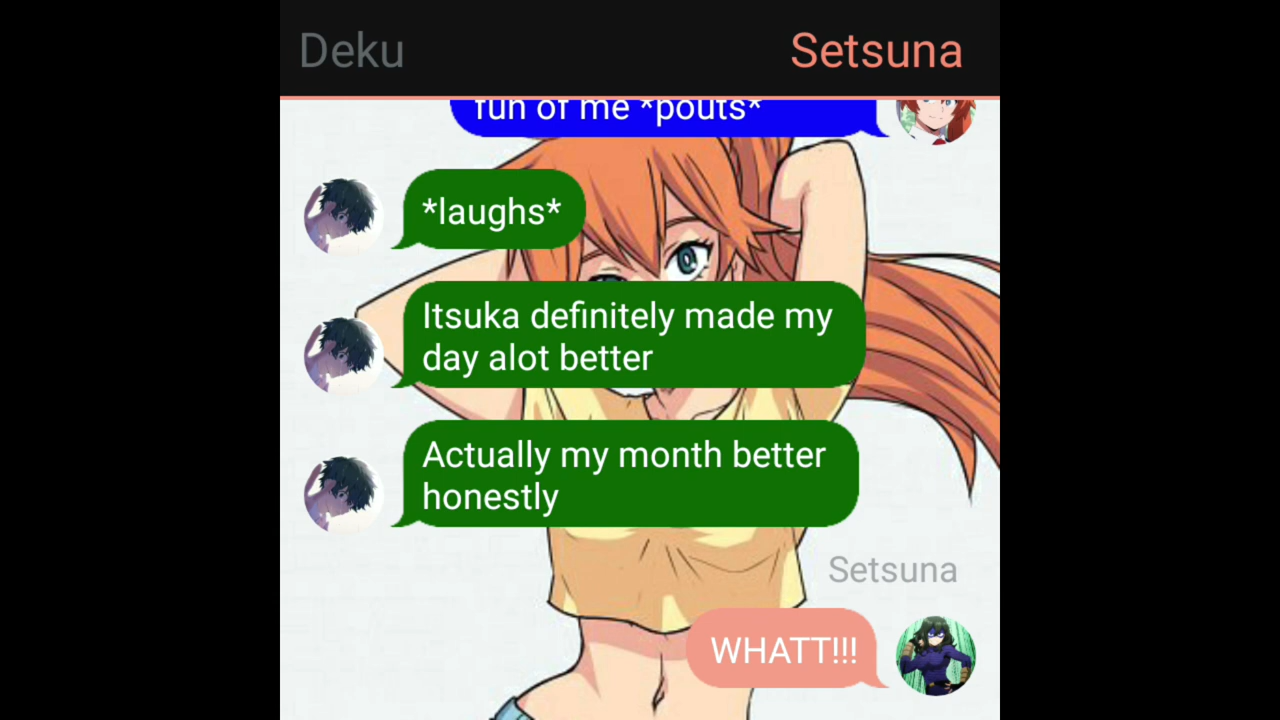 Deku Setsuna
fun of me *pouts*
*laughs*
Itsuka definitely made my
day alot better
Actually my month better
honestly
Setsuna
WHATT!!!